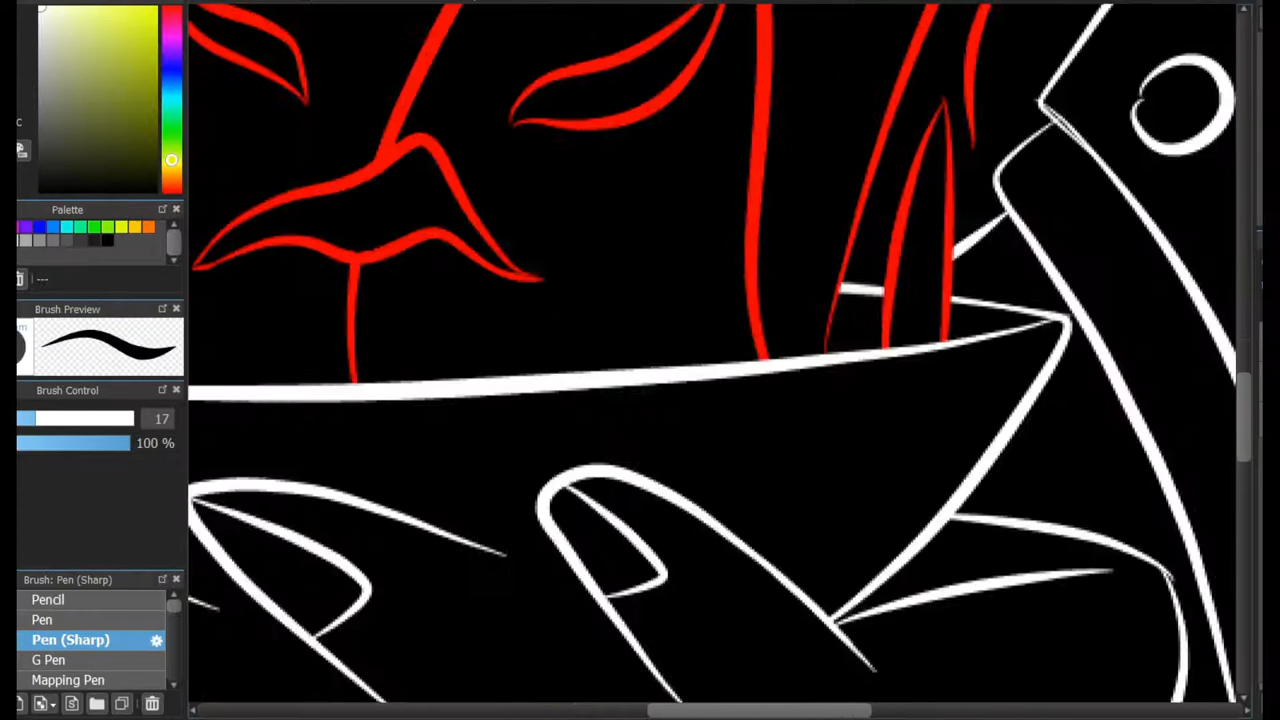 c
Palette
---
Brush Preview
m
Brush Control
17
100 %
Brush: Pen (Sharp)
Pencil
Pen
Pen (Sharp)
G Pen
Mapping Pen